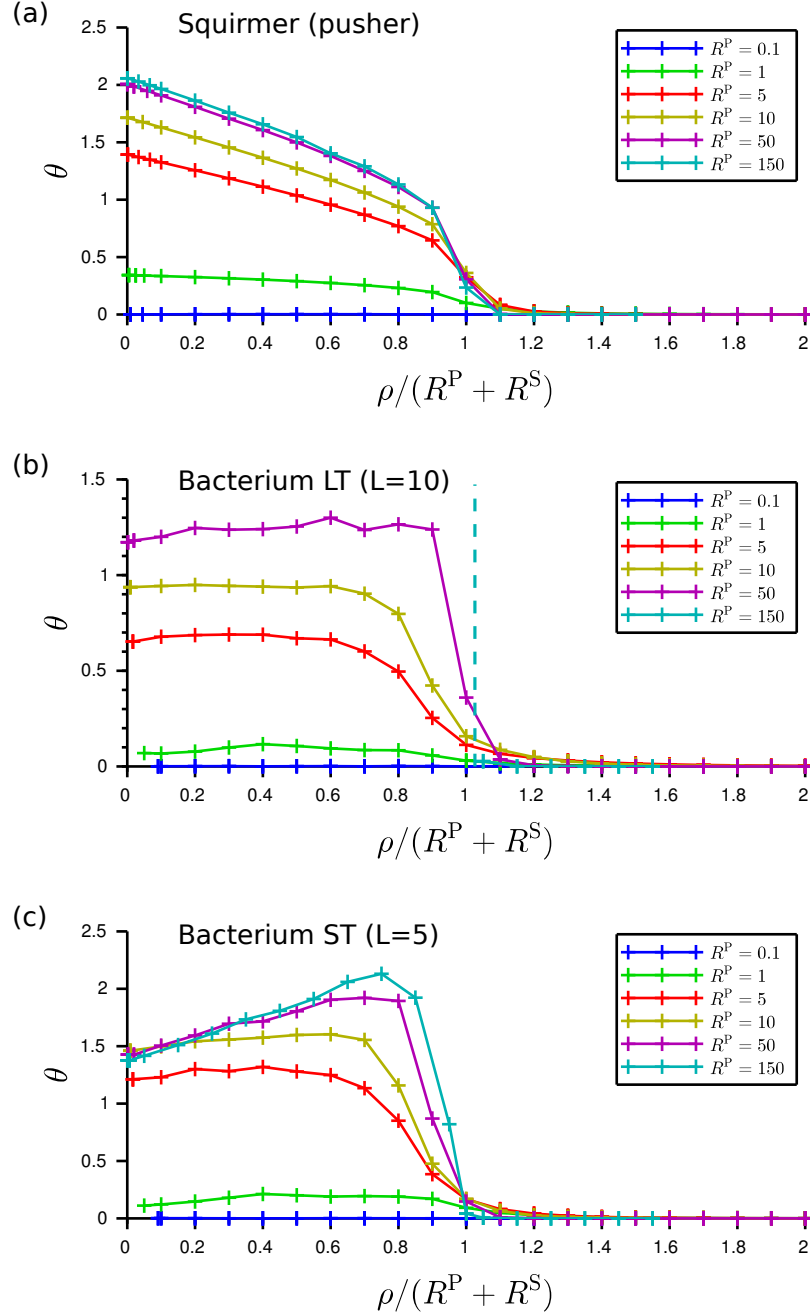 (a)
Squirmer (pusher)
2.5
2
1.5
1
0.5
0
θ
R^P = 0.1
R^P = 1
R^P = 5
R^P = 10
R^P = 50
R^P = 150
0 0.2 0.4 0.6 0.8 1 1.2 1.4 1.6 1.8 2
ρ/(R^P + R^S)
(b)
Bacterium LT (L=10)
1.5
1
0.5
0
θ
R^P = 0.1
R^P = 1
R^P = 5
R^P = 10
R^P = 50
R^P = 150
0 0.2 0.4 0.6 0.8 1 1.2 1.4 1.6 1.8 2
ρ/(R^P + R^S)
(c)
Bacterium ST (L=5)
2.5
2
1.5
1
0.5
0
θ
R^P = 0.1
R^P = 1
R^P = 5
R^P = 10
R^P = 50
R^P = 150
0 0.2 0.4 0.6 0.8 1 1.2 1.4 1.6 1.8 2
ρ/(R^P + R^S)